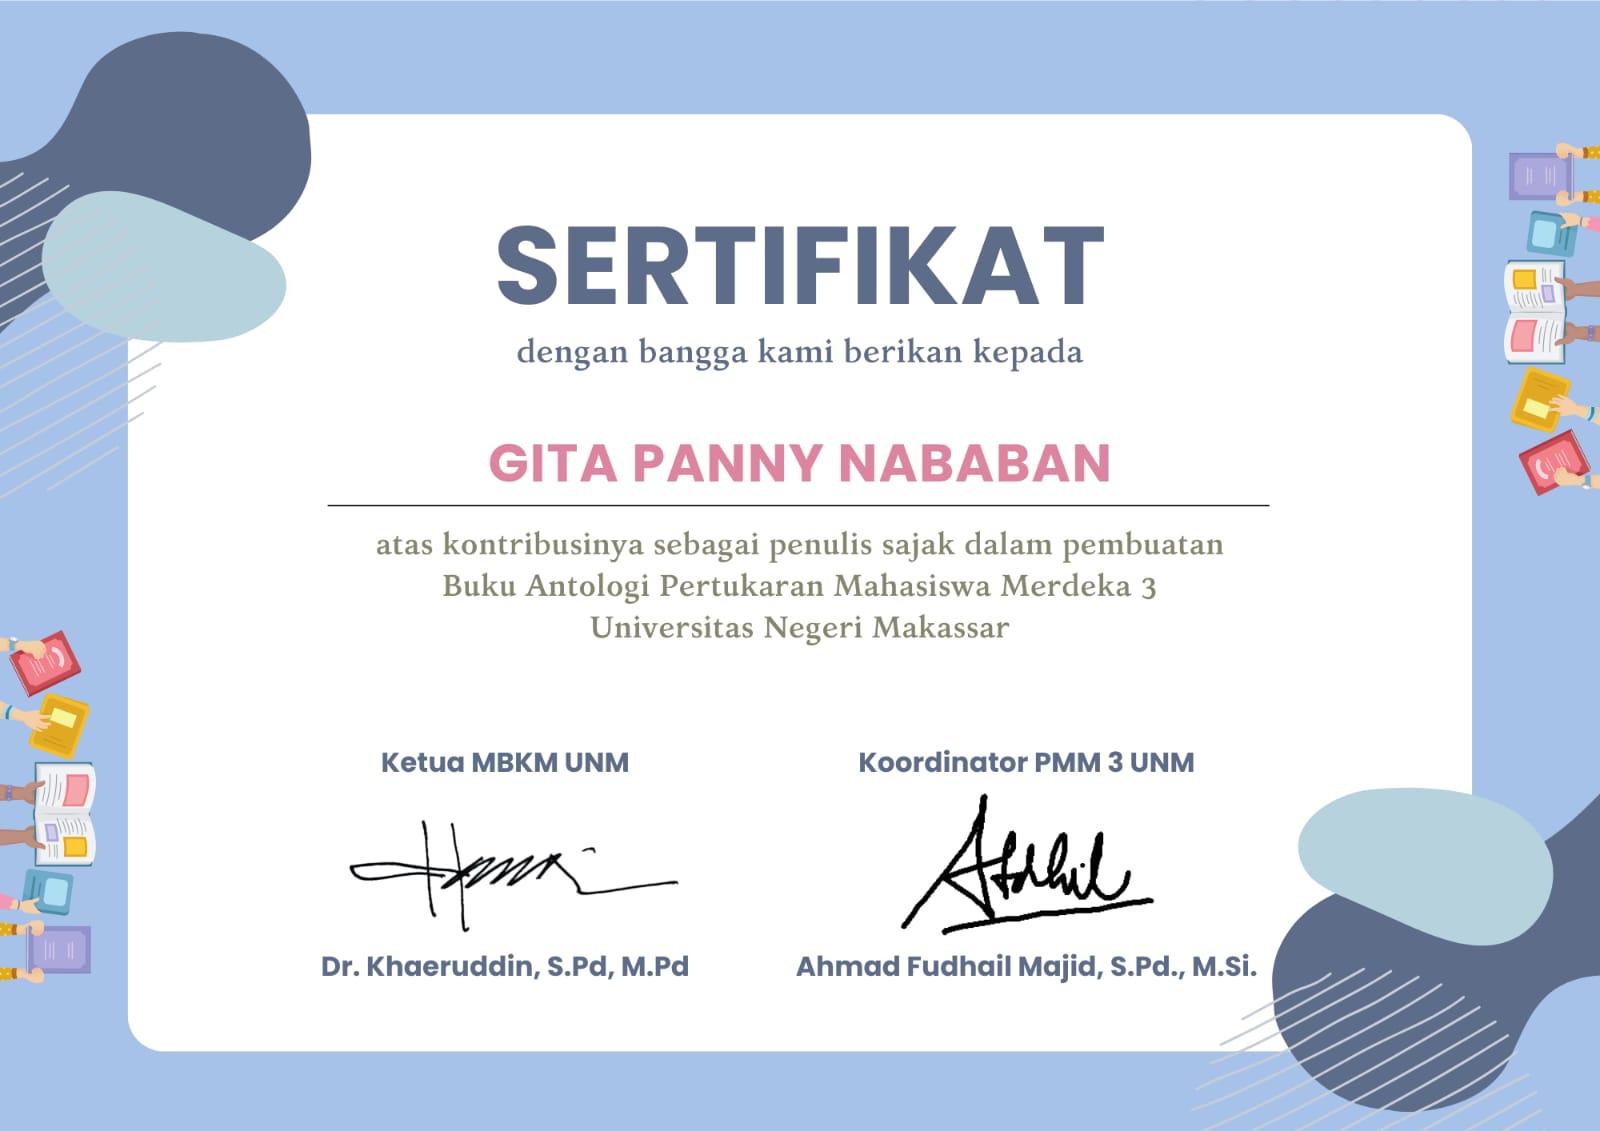 SERTIFIKAT
dengan bangga kami berikan kepada
GITA PANNY NABABAN
atas kontribusinya sebagai penulis sajak dalam pembuatan
Buku Antologi Pertukaran Mahasiswa Merdeka 3
Universitas Negeri Makassar
Ketua MBKM UNM
Koordinator PMM 3 UNM
Dr. Khaeruddin, S.Pd, M.Pd
Ahmad Fudhail Majid, S.Pd., M.Si.